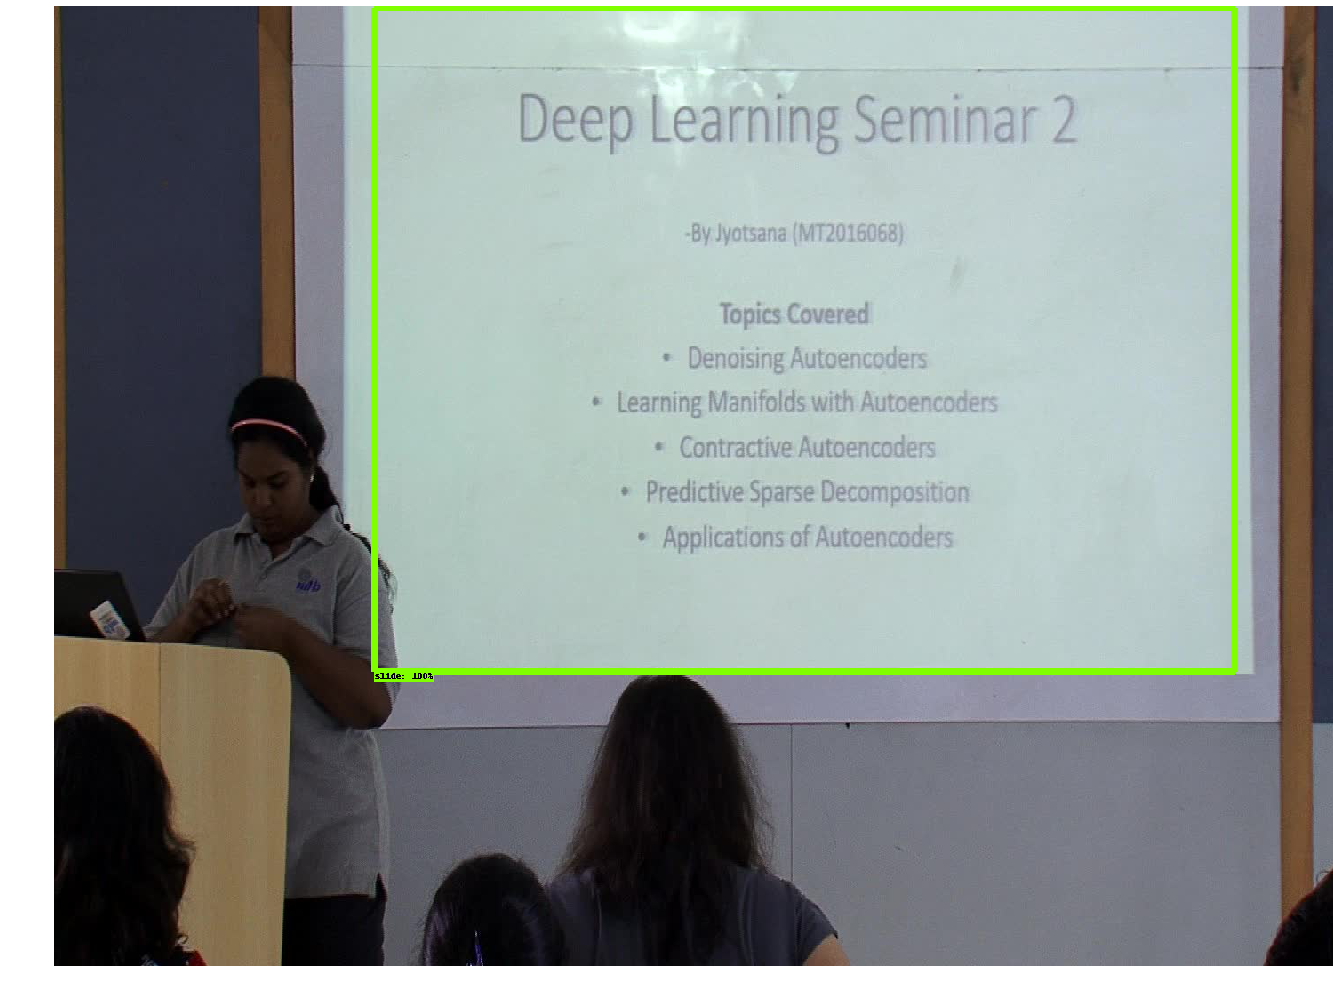 Deep Learning Seminar 2
-By Jyotsana (MT2016068)
Topics Covered
• Denoising Autoencoders
• Learning Manifolds with Autoencoders
• Contractive Autoencoders
• Predictive Sparse Decomposition
• Applications of Autoencoders
slide: 100%